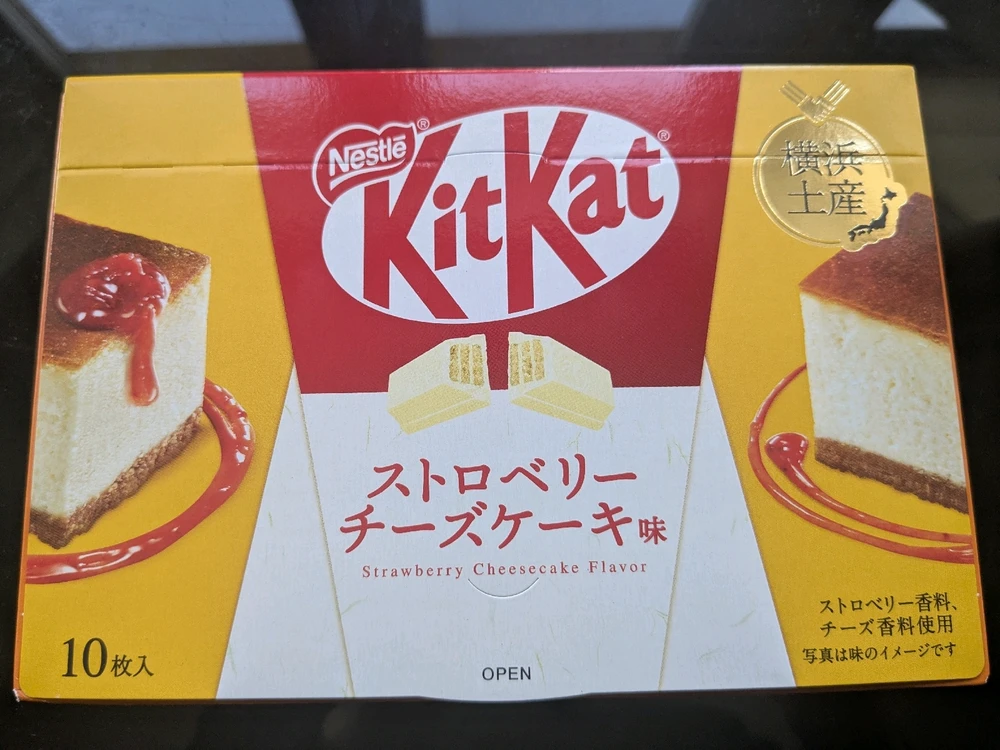 Nestlé®
KitKat®
横浜
土産
ストロベリー
チーズケーキ味
Strawberry Cheesecake Flavor
10枚入
OPEN
ストロベリー香料、
チーズ香料使用
写真は味のイメージです